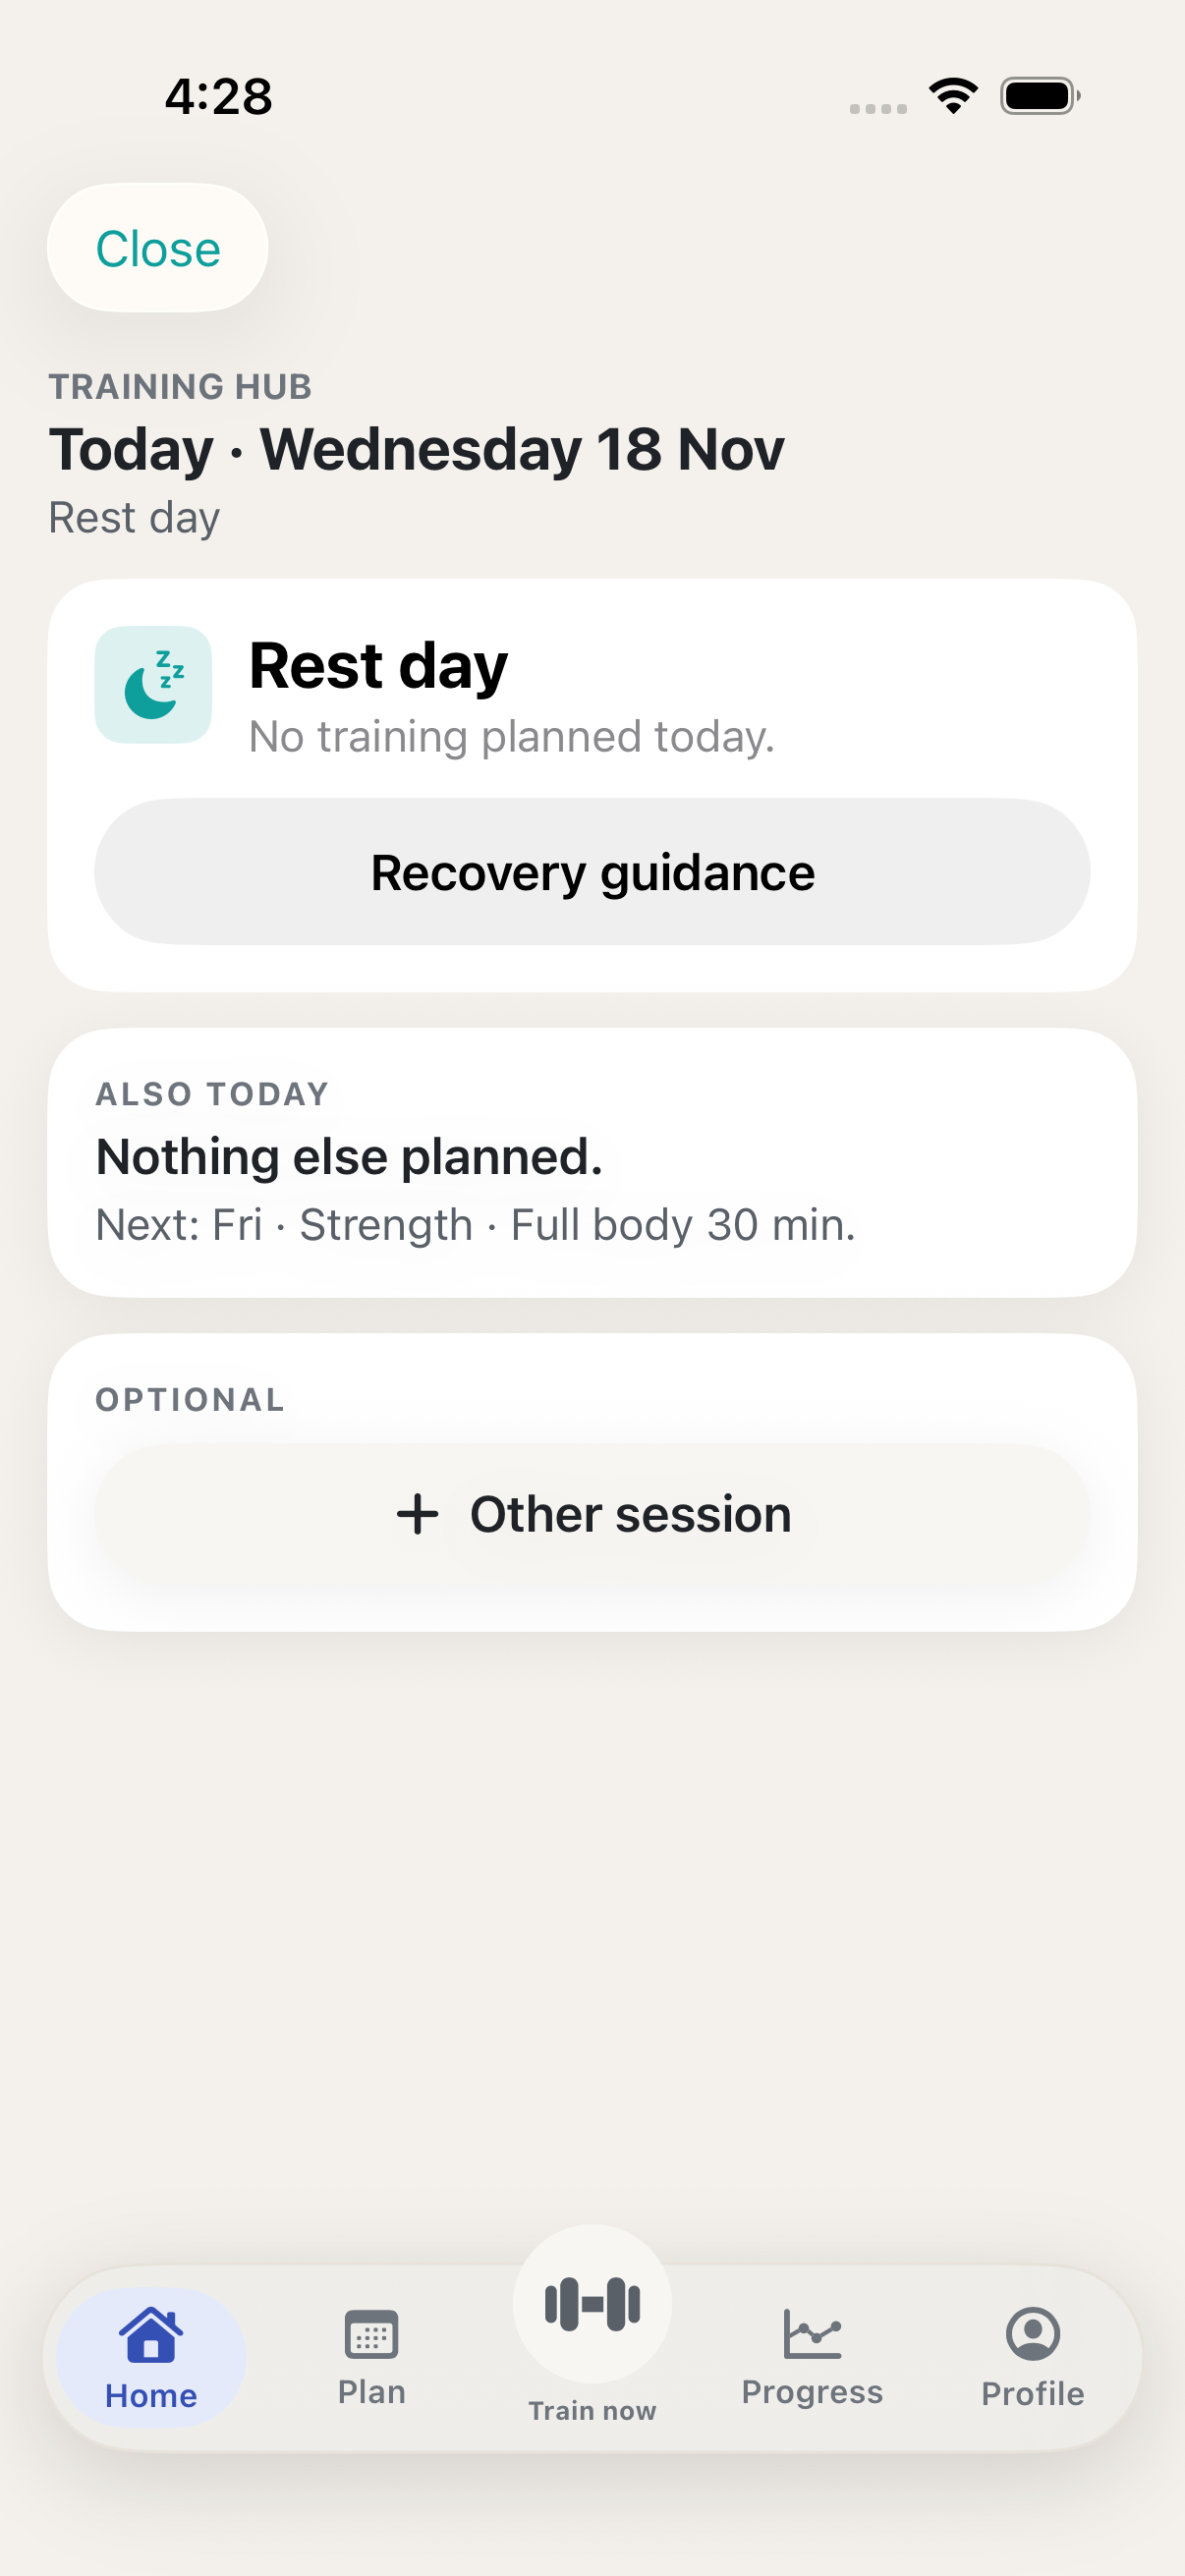 4:28
Close
TRAINING HUB
Today · Wednesday 18 Nov
Rest day
Rest day
No training planned today.
Recovery guidance
ALSO TODAY
Nothing else planned.
Next: Fri · Strength · Full body 30 min.
OPTIONAL
+ Other session
Home
Plan
Train now
Progress
Profile